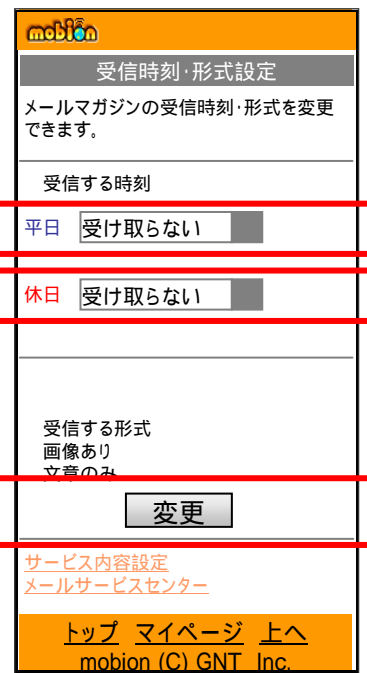 mobion
受信時刻·形式設定
メールマガジンの受信時刻·形式を変更
できます。
受信する時刻
平日 受け取らない
休日 受け取らない
受信する形式
画像あり
文章のみ
変更
サービス内容設定
メールサービスセンター
トップ マイページ 上へ
mobion (C) GNT Inc.